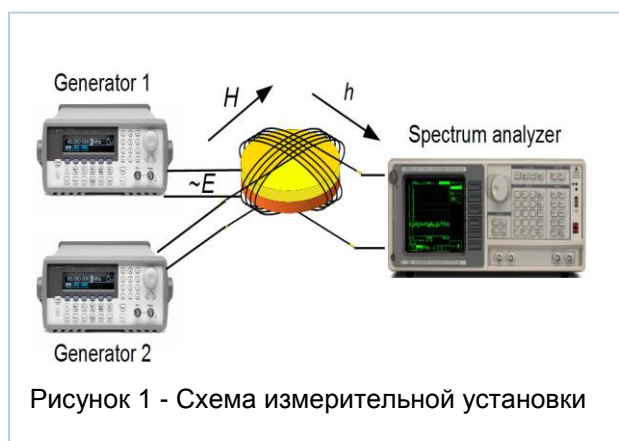 Generator 1
H
h
Spectrum analyzer
~E
Generator 2
Рисунок 1 - Схема измерительной установки